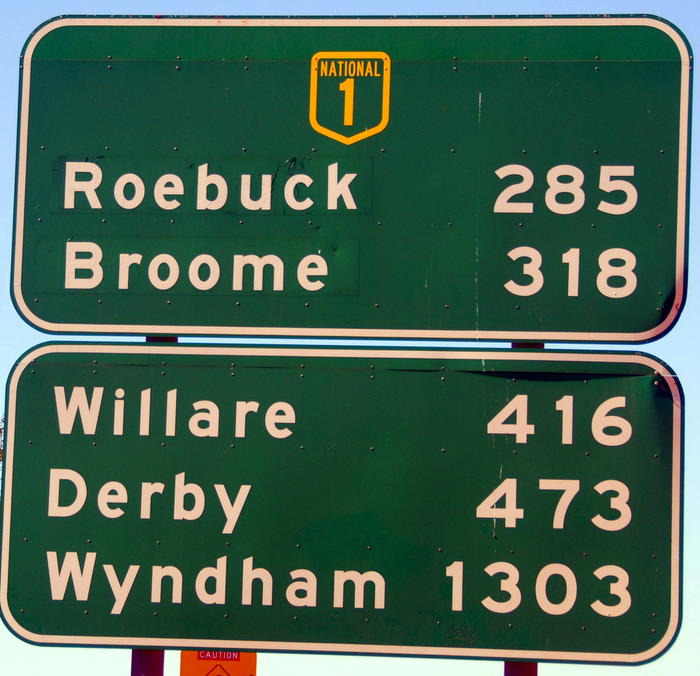 NATIONAL
1
Roebuck 285
Broome 318
Willare 416
Derby 473
Wyndham 1303
CAUTION